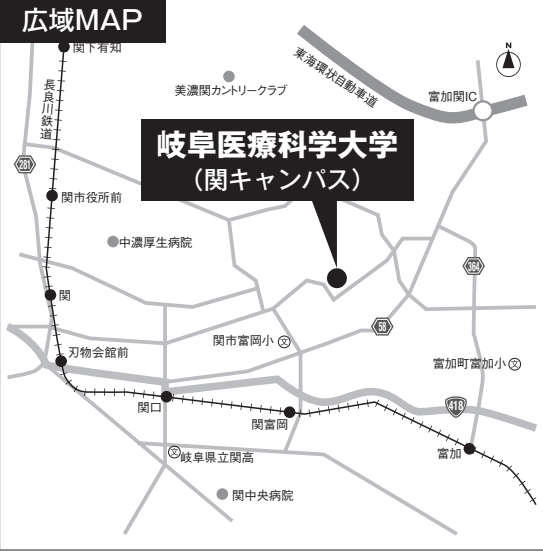 広域MAP
関下有知
N
東海環状自動車道
美濃関カントリークラブ
富加関IC
長良川鉄道
岐阜医療科学大学
（関キャンパス）
281
関市役所前
中濃厚生病院
364
関
58
関市富岡小 文
刃物会館前
富加町富加小 文
418
関口
関富岡
富加
文 岐阜県立関高
関中央病院